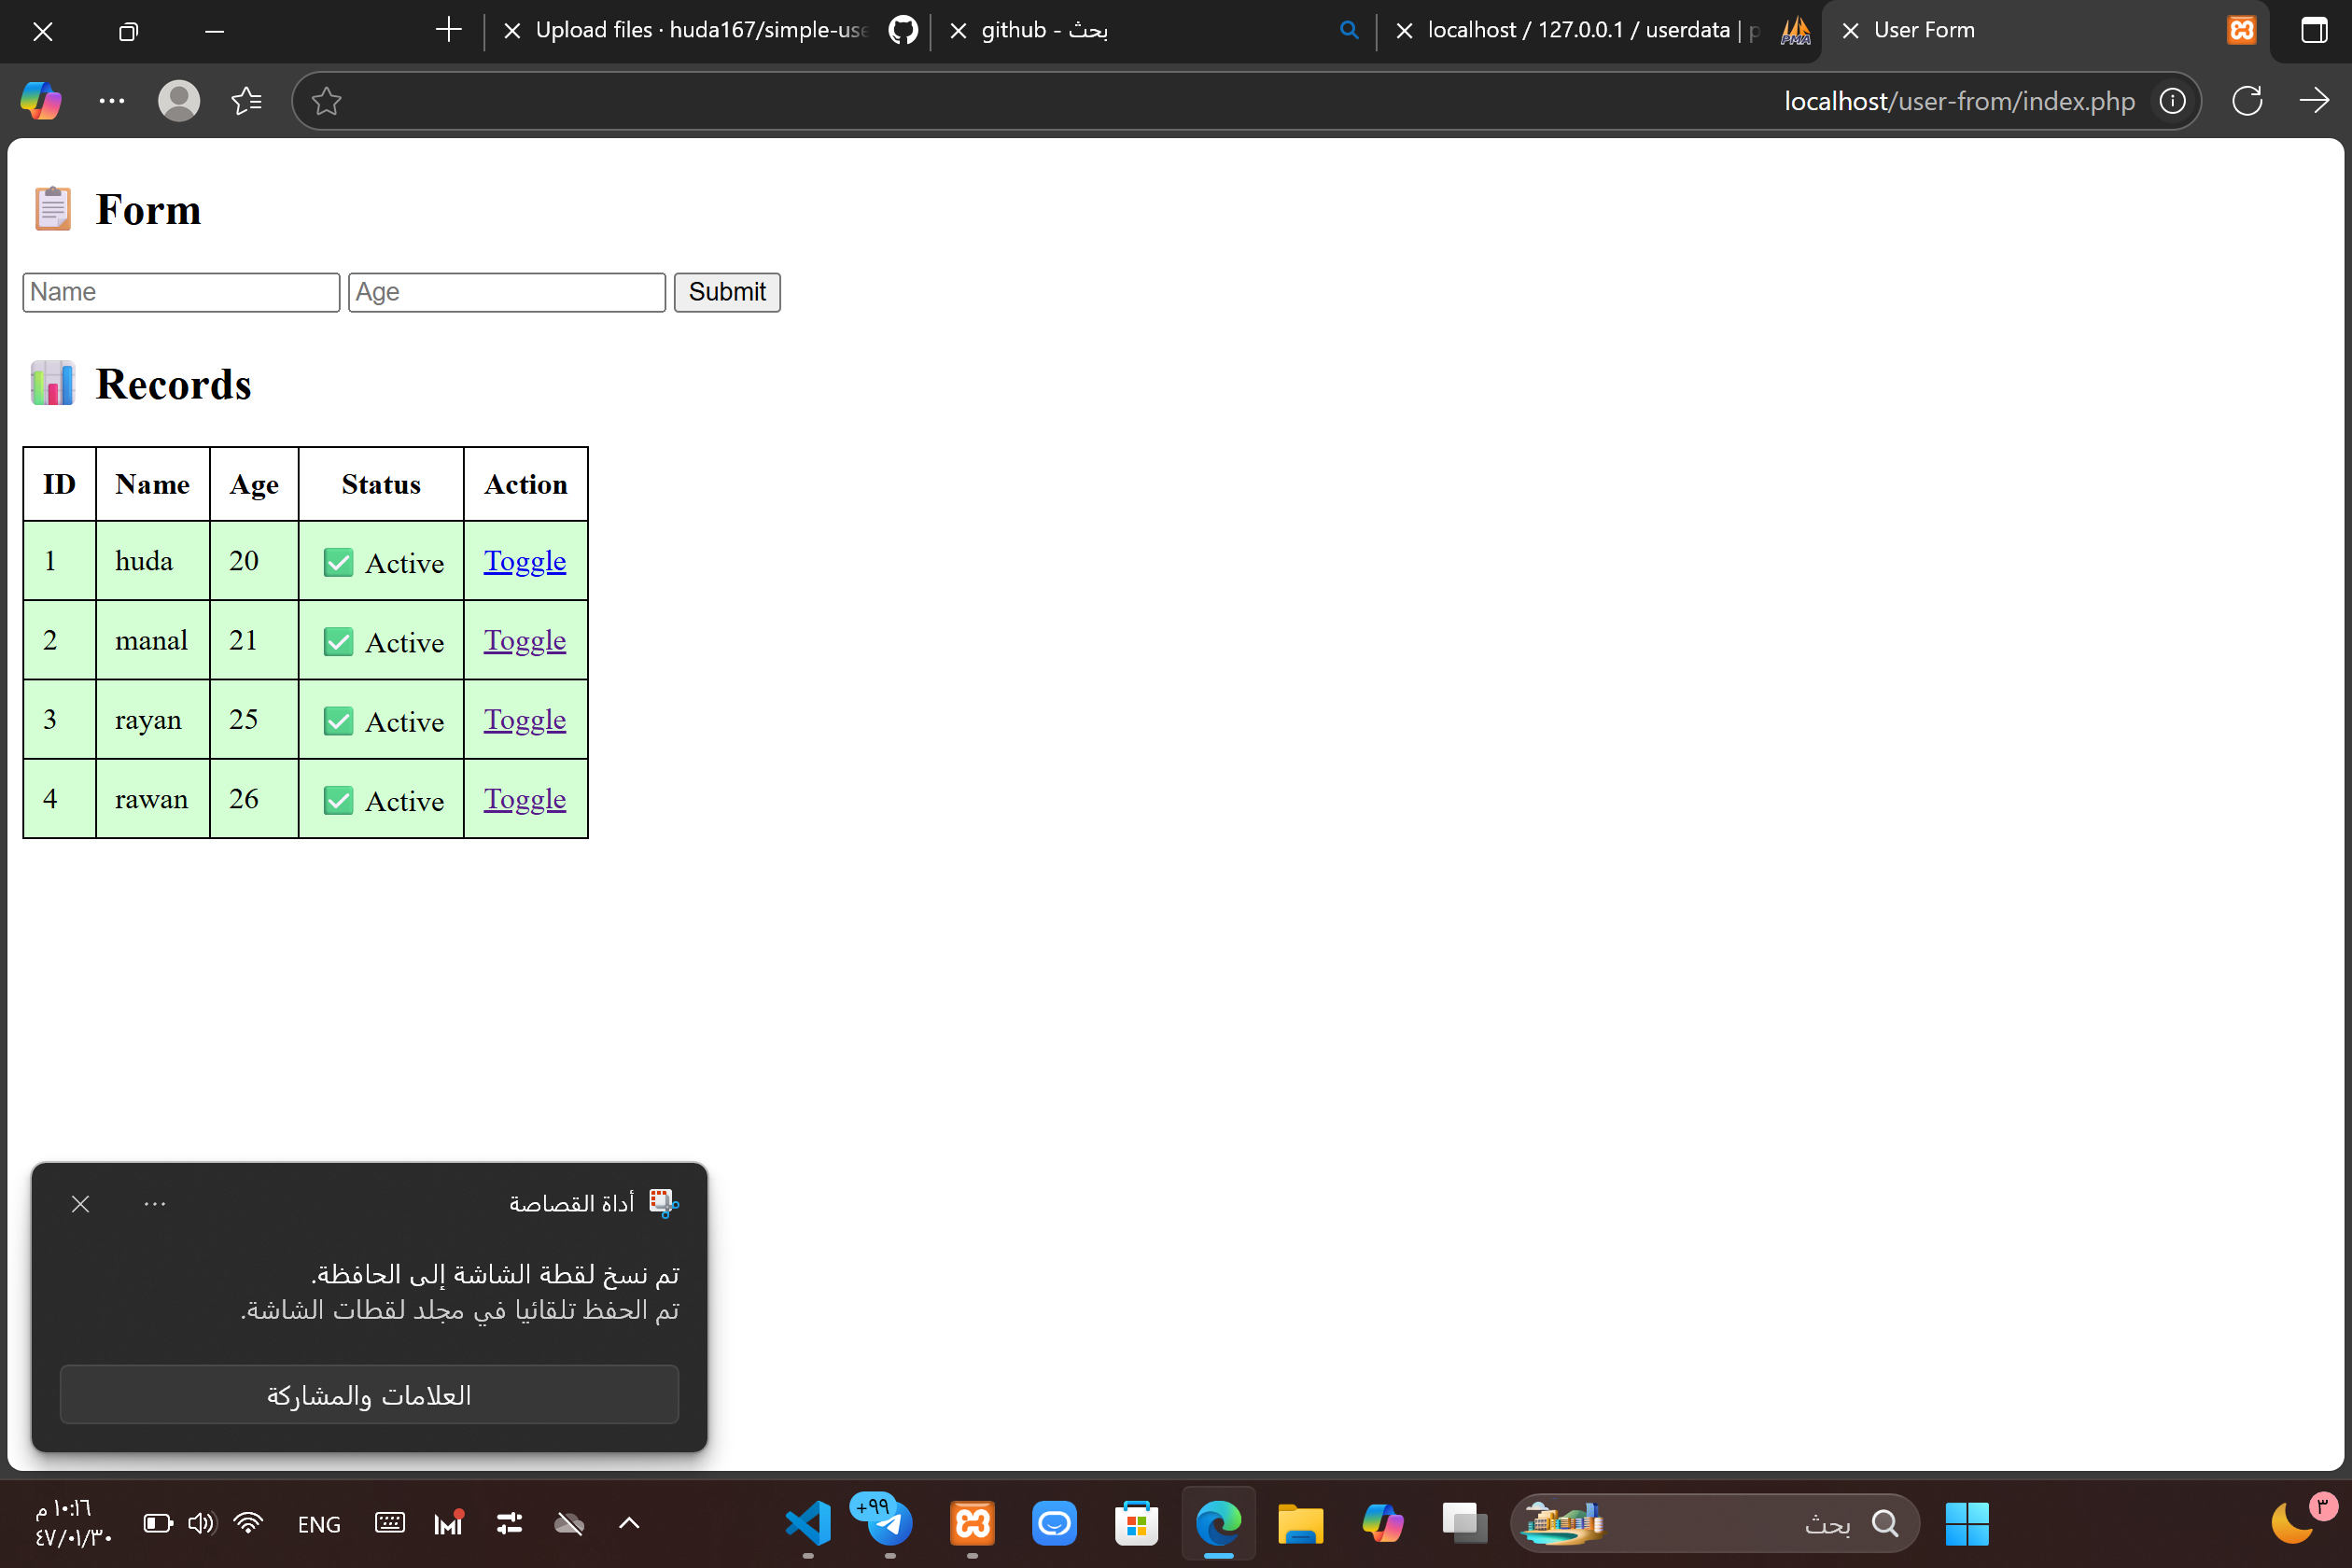 Upload files · huda167/simple-use
github - بحث
localhost / 127.0.0.1 / userdata | p
User Form
localhost/user-from/index.php
Form
Name Age Submit
Records
ID Name Age Status Action
1 huda 20 Active Toggle
2 manal 21 Active Toggle
3 rayan 25 Active Toggle
4 rawan 26 Active Toggle
أداة القصاصة
تم نسخ لقطة الشاشة إلى الحافظة.
تم الحفظ تلقائيا في مجلد لقطات الشاشة.
العلامات والمشاركة
١٠:١٦ م
٤٧/٠١/٣٠
ENG
+٩٩
بحث
٣